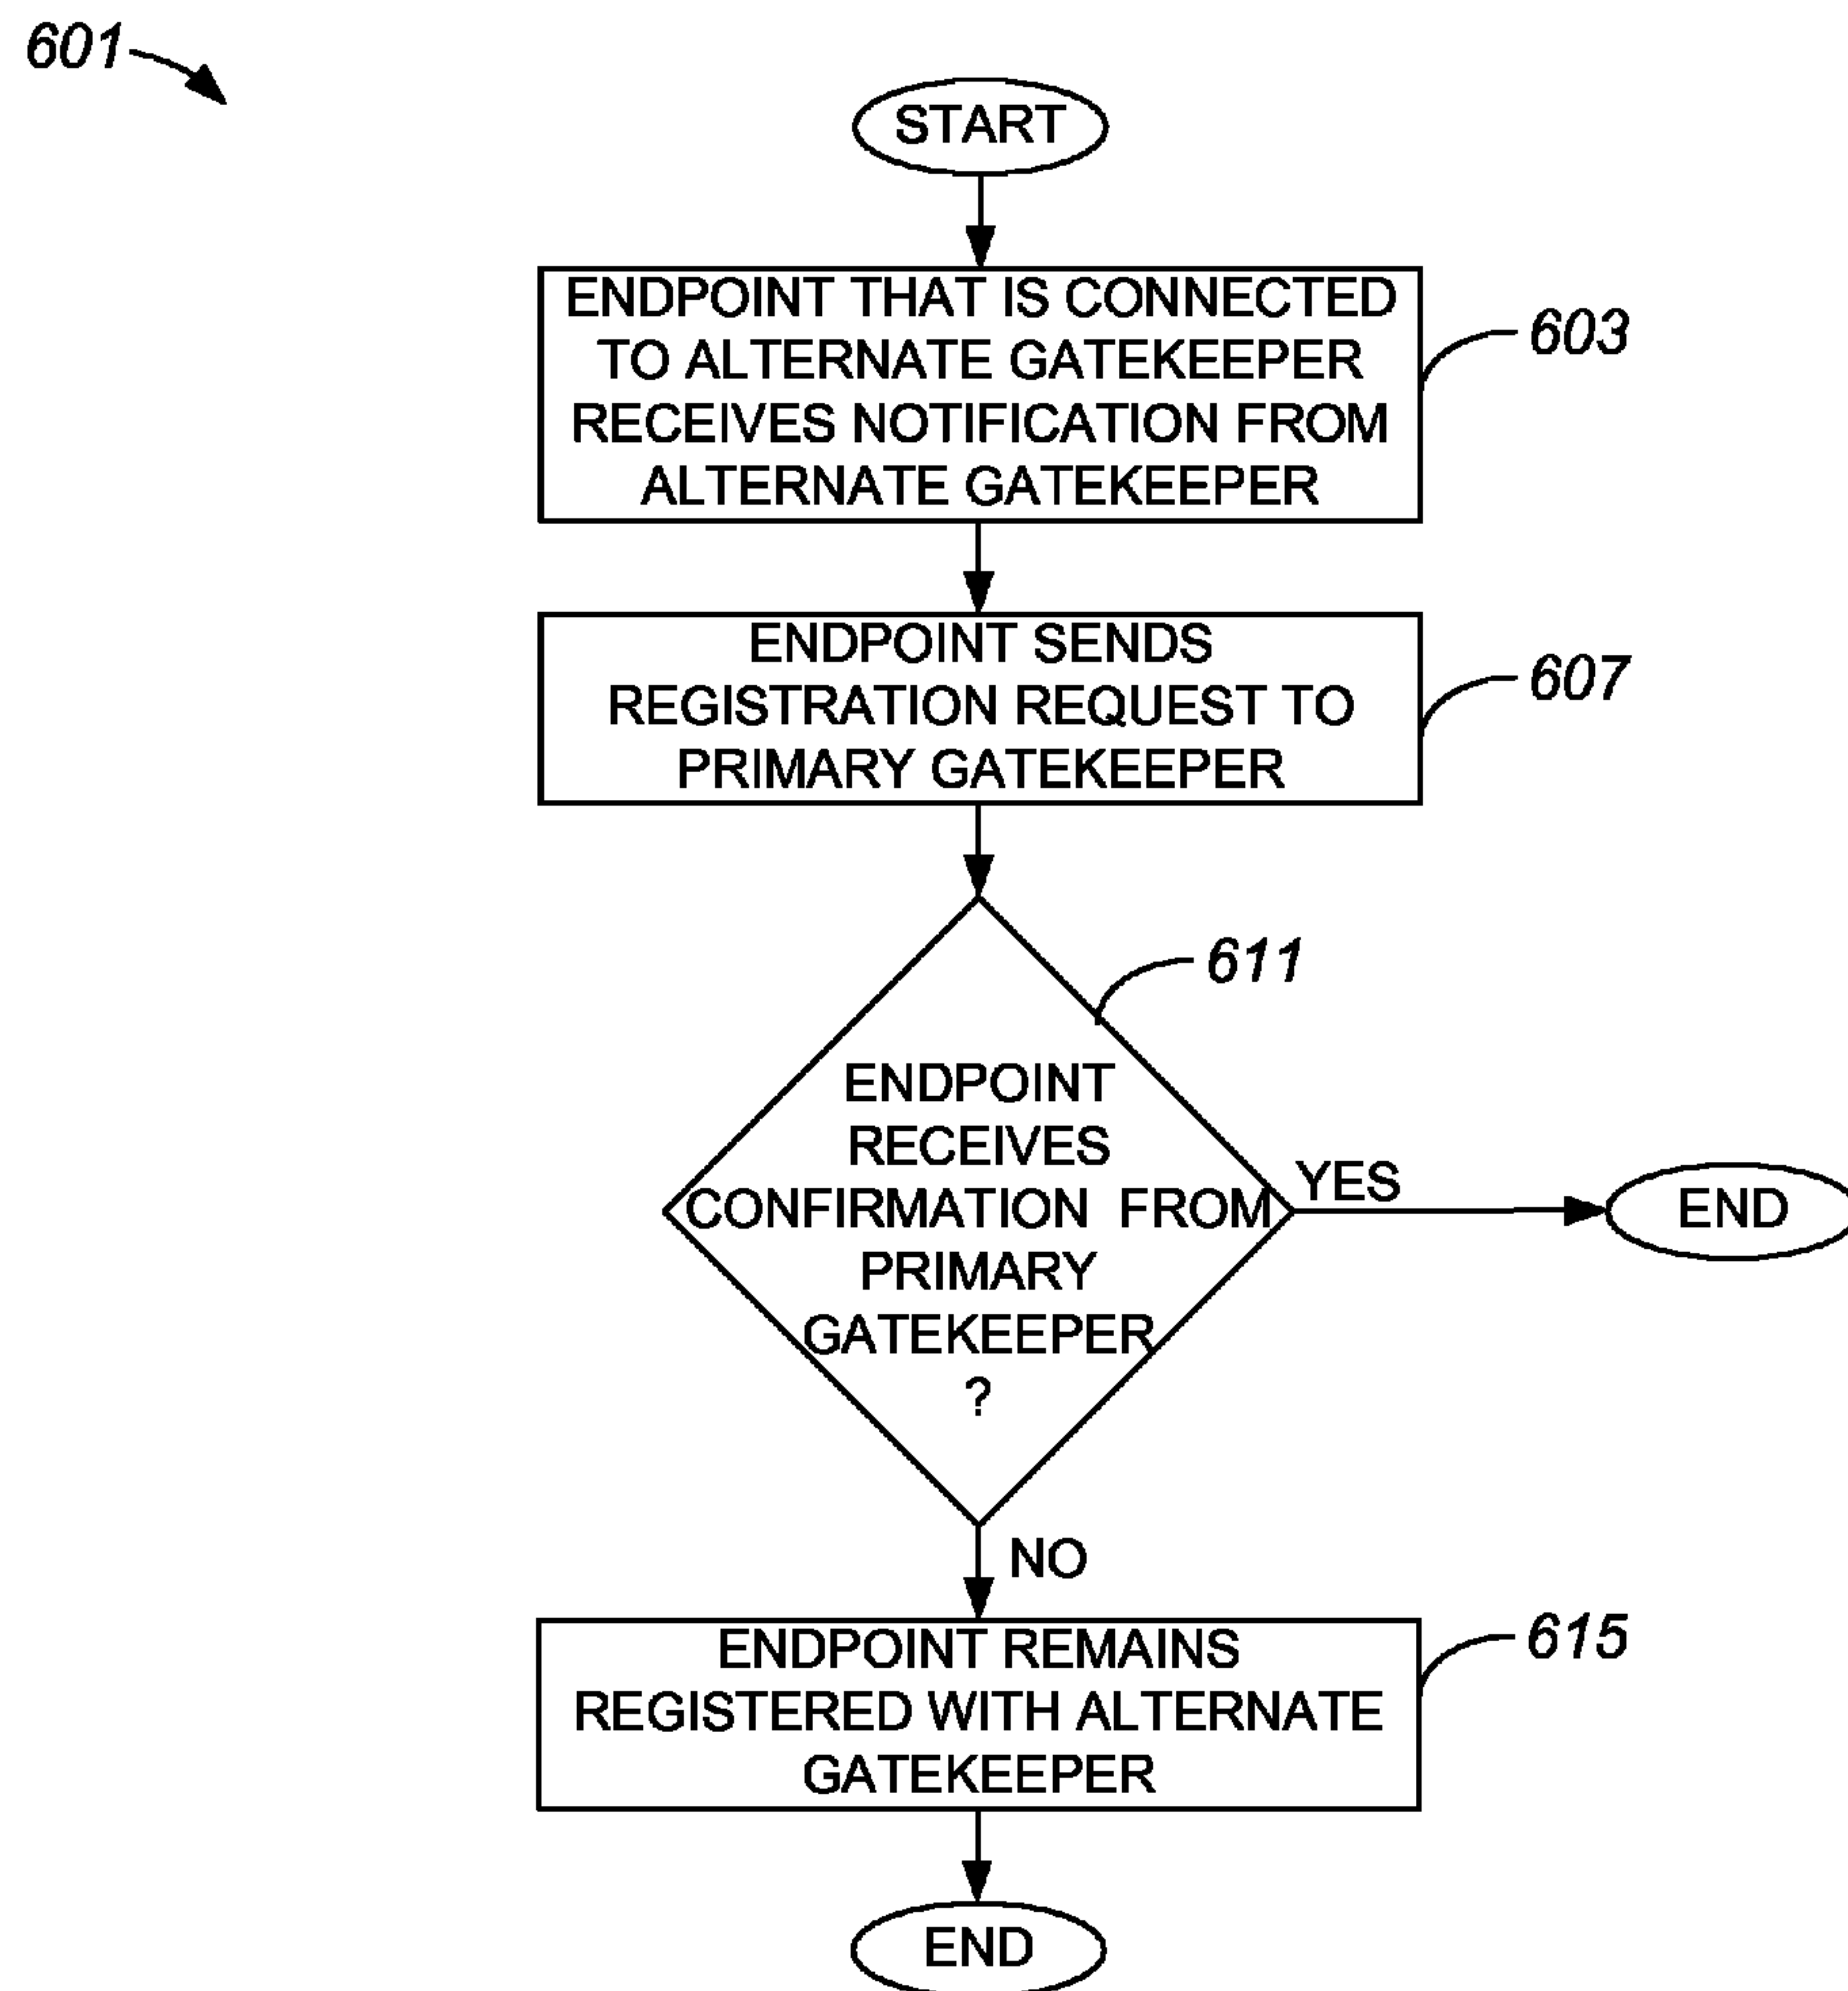 601
START
ENDPOINT THAT IS CONNECTED
TO ALTERNATE GATEKEEPER
RECEIVES NOTIFICATION FROM
ALTERNATE GATEKEEPER
603
ENDPOINT SENDS
REGISTRATION REQUEST TO
PRIMARY GATEKEEPER
607
611
ENDPOINT
RECEIVES
CONFIRMATION FROM
PRIMARY
GATEKEEPER
?
YES
END
NO
ENDPOINT REMAINS
REGISTERED WITH ALTERNATE
GATEKEEPER
615
END